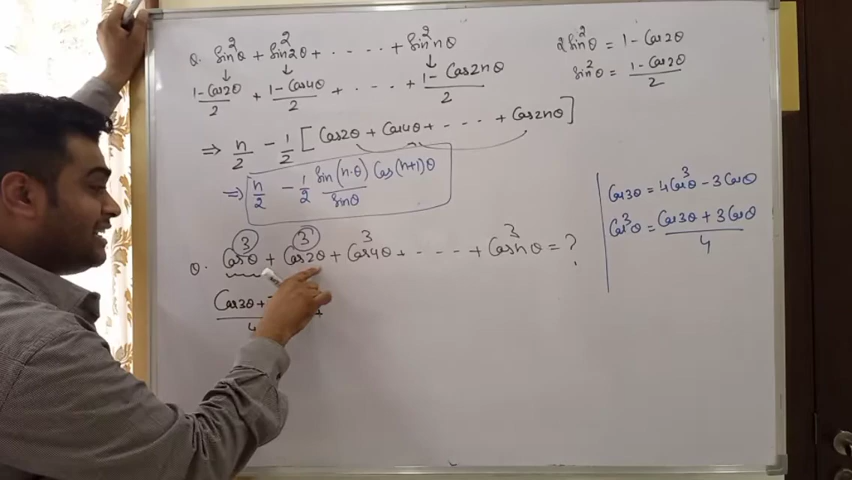 Q. Sin²θ + Sin²2θ + - - - - - + Sin²nθ
(1 - Cos2θ)/2 + (1 - Cos4θ)/2 + - - - - - + (1 - Cos2nθ)/2
⇒ n/2 - 1/2 [ Cos2θ + Cos4θ + - - - - + Cos2nθ ]
⇒ n/2 - 1/2 Sin(n·θ)/Sinθ Cos(n+1)θ
2Sin²θ = 1 - Cos2θ
Sin²θ = (1 - Cos2θ)/2
Cos3θ = 4Cos³θ - 3Cosθ
Cos³θ = (Cos3θ + 3Cosθ)/4
Q. Cos³θ + Cos³2θ + Cos³4θ + - - - - + Cos³nθ = ?
Cos3θ +
4 +